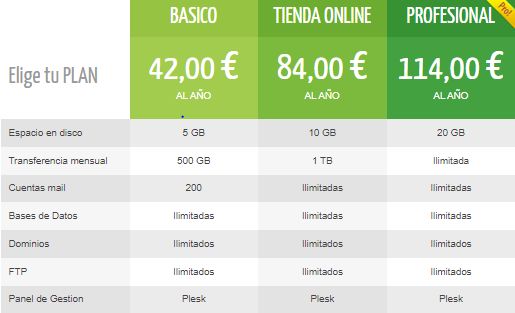 BASICO TIENDA ONLINE PROFESIONAL Pro!
Elige tu PLAN 42,00 € 84,00 € 114,00 €
AL AÑO AL AÑO AL AÑO
Espacio en disco 5 GB 10 GB 20 GB
Transferencia mensual 500 GB 1 TB Ilimitada
Cuentas mail 200 Ilimitadas Ilimitadas
Bases de Datos Ilimitadas Ilimitadas Ilimitadas
Dominios Ilimitados Ilimitados Ilimitados
FTP Ilimitados Ilimitados Ilimitados
Panel de Gestion Plesk Plesk Plesk